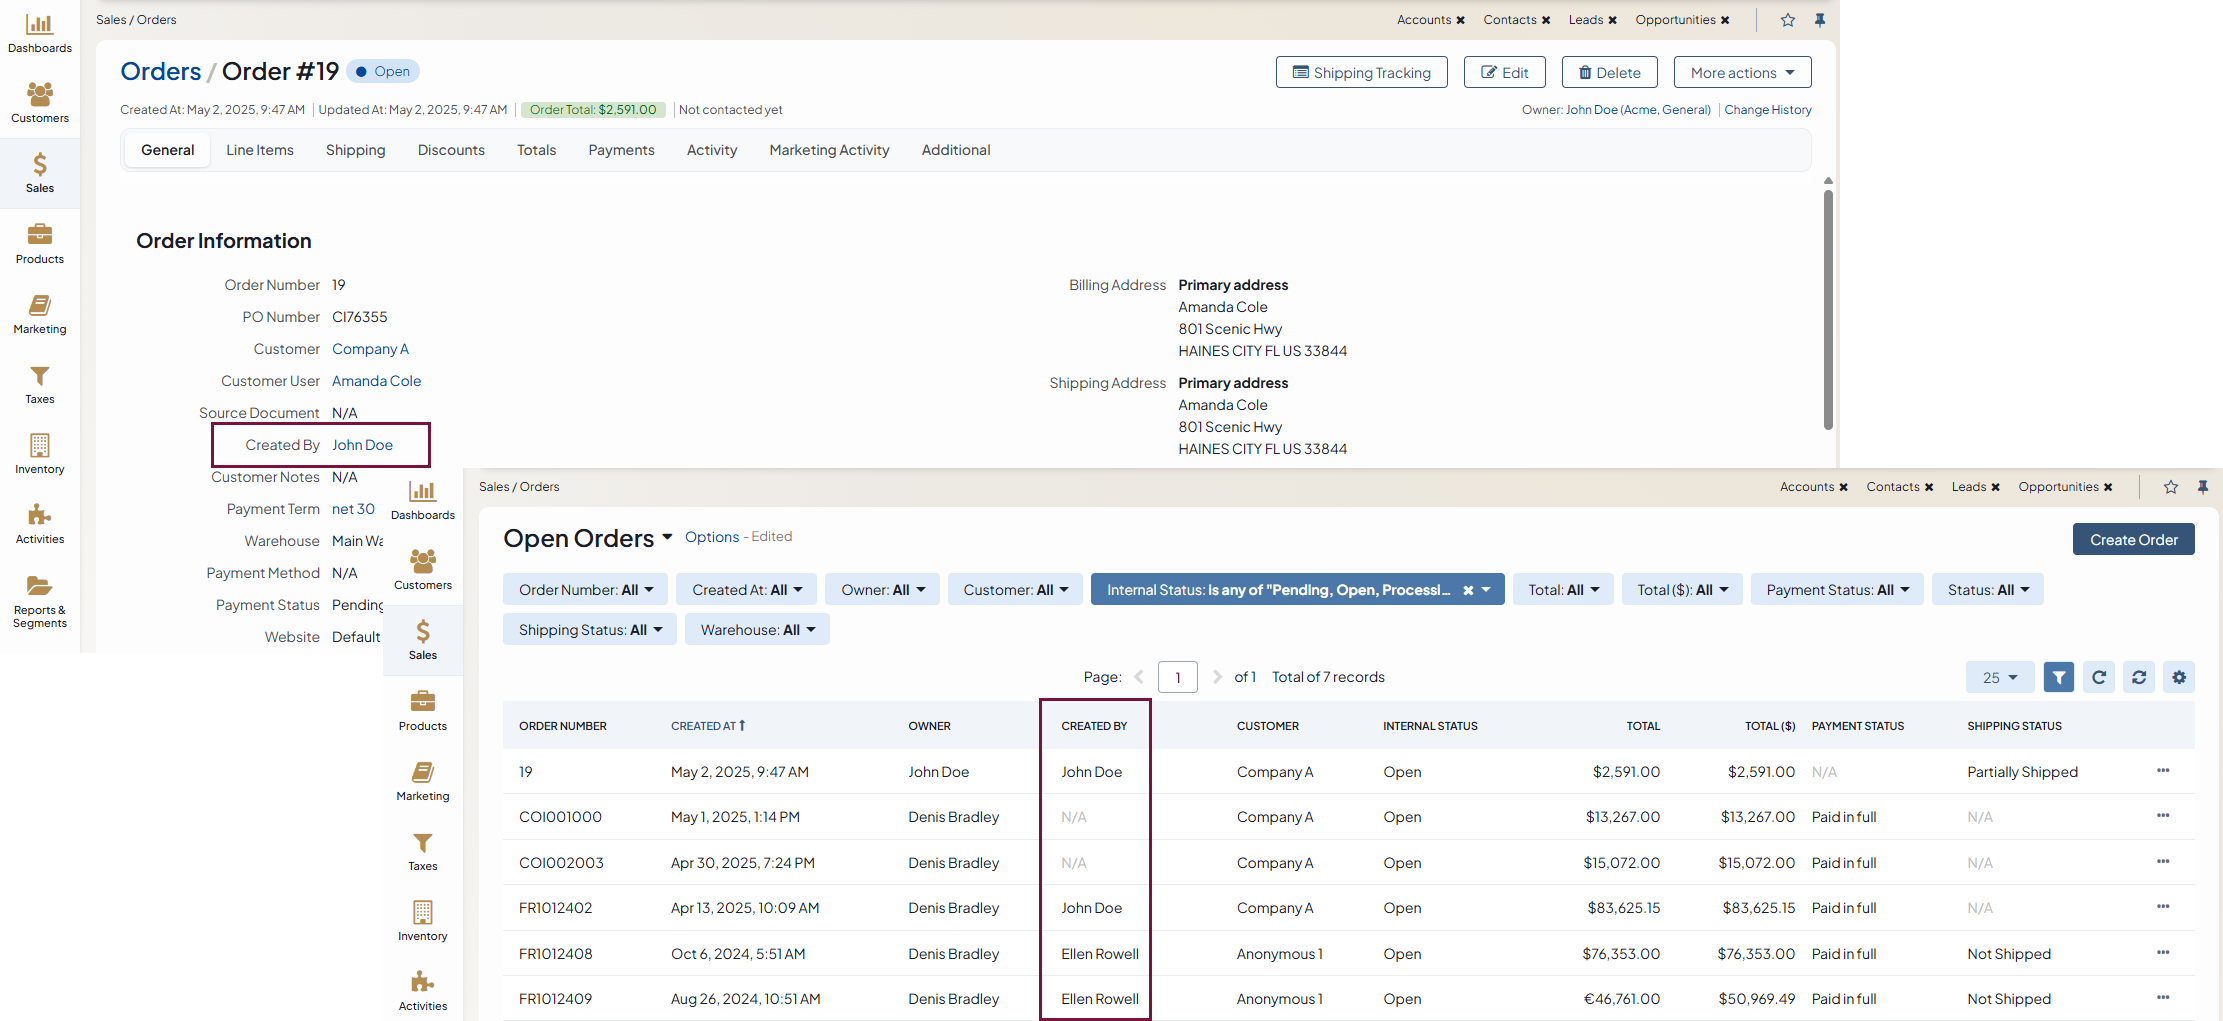 Dashboards
Customers
Sales
Products
Marketing
Taxes
Inventory
Activities
Reports &
Segments
Sales / Orders
Accounts ✖ Contacts ✖ Leads ✖ Opportunities ✖
Orders / Order #19 Open
Shipping Tracking Edit Delete More actions
Created At: May 2, 2025, 9:47 AM Updated At: May 2, 2025, 9:47 AM Order Total: $2,591.00 Not contacted yet
Owner: John Doe (Acme, General) Change History
General Line Items Shipping Discounts Totals Payments Activity Marketing Activity Additional
Order Information
Order Number 19
PO Number CI76355
Customer Company A
Customer User Amanda Cole
Source Document N/A
Created By John Doe
Customer Notes N/A
Payment Term net 30
Warehouse Main Wa
Payment Method N/A
Payment Status Pending
Website Default
Billing Address Primary address
Amanda Cole
801 Scenic Hwy
HAINES CITY FL US 33844
Shipping Address Primary address
Amanda Cole
801 Scenic Hwy
HAINES CITY FL US 33844
Dashboards
Customers
Sales
Products
Marketing
Taxes
Inventory
Activities
Sales / Orders
Accounts ✖ Contacts ✖ Leads ✖ Opportunities ✖
Open Orders Options - Edited
Create Order
Order Number: All Created At: All Owner: All Customer: All Internal Status: is any of "Pending, Open, Processi... ✖ Total: All Total ($): All Payment Status: All Status: All
Shipping Status: All Warehouse: All
Page: 1 of 1 Total of 7 records 25
ORDER NUMBER CREATED AT OWNER CREATED BY CUSTOMER INTERNAL STATUS TOTAL TOTAL ($) PAYMENT STATUS SHIPPING STATUS
19 May 2, 2025, 9:47 AM John Doe John Doe Company A Open $2,591.00 $2,591.00 N/A Partially Shipped ...
COI001000 May 1, 2025, 1:14 PM Denis Bradley N/A Company A Open $13,267.00 $13,267.00 Paid in full N/A ...
COI002003 Apr 30, 2025, 7:24 PM Denis Bradley N/A Company A Open $15,072.00 $15,072.00 Paid in full N/A ...
FR1012402 Apr 13, 2025, 10:09 AM Denis Bradley John Doe Company A Open $83,625.15 $83,625.15 Paid in full N/A ...
FR1012408 Oct 6, 2024, 5:51 AM Denis Bradley Ellen Rowell Anonymous 1 Open $76,353.00 $76,353.00 Paid in full Not Shipped ...
FR1012409 Aug 26, 2024, 10:51 AM Denis Bradley Ellen Rowell Anonymous 1 Open €46,761.00 $50,969.49 Paid in full Not Shipped ...